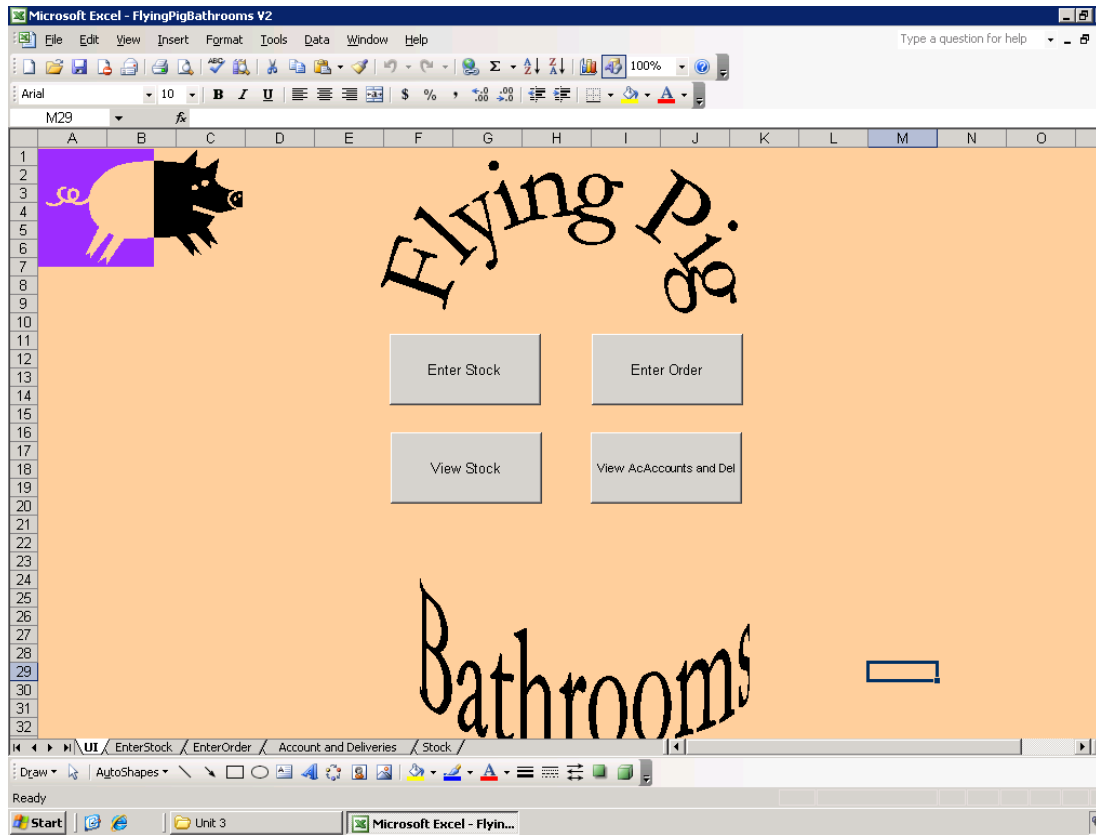 Microsoft Excel - FlyingPigBathrooms V2
File Edit View Insert Format Tools Data Window Help Type a question for help
100%
Arial 10 B I U $ % , .00 .00 A
M29 fx
A B C D E F G H I J K L M N O
1
2
3
4
5
6
7
8
9
10
11
12
13
14
15
16
17
18
19
20
21
22
23
24
25
26
27
28
29
30
31
32
Flying Pig
Enter Stock Enter Order
View Stock View AcAccounts and Del
Bathrooms
UI EnterStock EnterOrder Account and Deliveries Stock
Draw AutoShapes A
Ready
Start Unit 3 Microsoft Excel - Flyin...